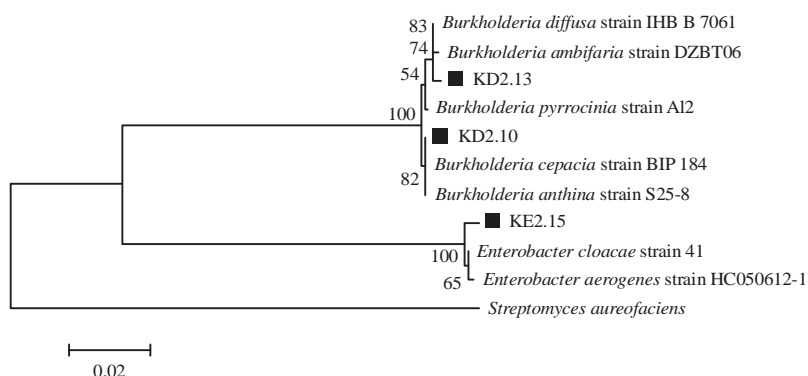 83
Burkholderia diffusa strain IHB B 7061
74
Burkholderia ambifaria strain DZBT06
54
KD2.13
100
Burkholderia pyrrocinia strain Al2
KD2.10
Burkholderia cepacia strain BIP 184
82
Burkholderia anthina strain S25-8
KE2.15
100
Enterobacter cloacae strain 41
65
Enterobacter aerogenes strain HC050612-1
Streptomyces aureofaciens
0.02